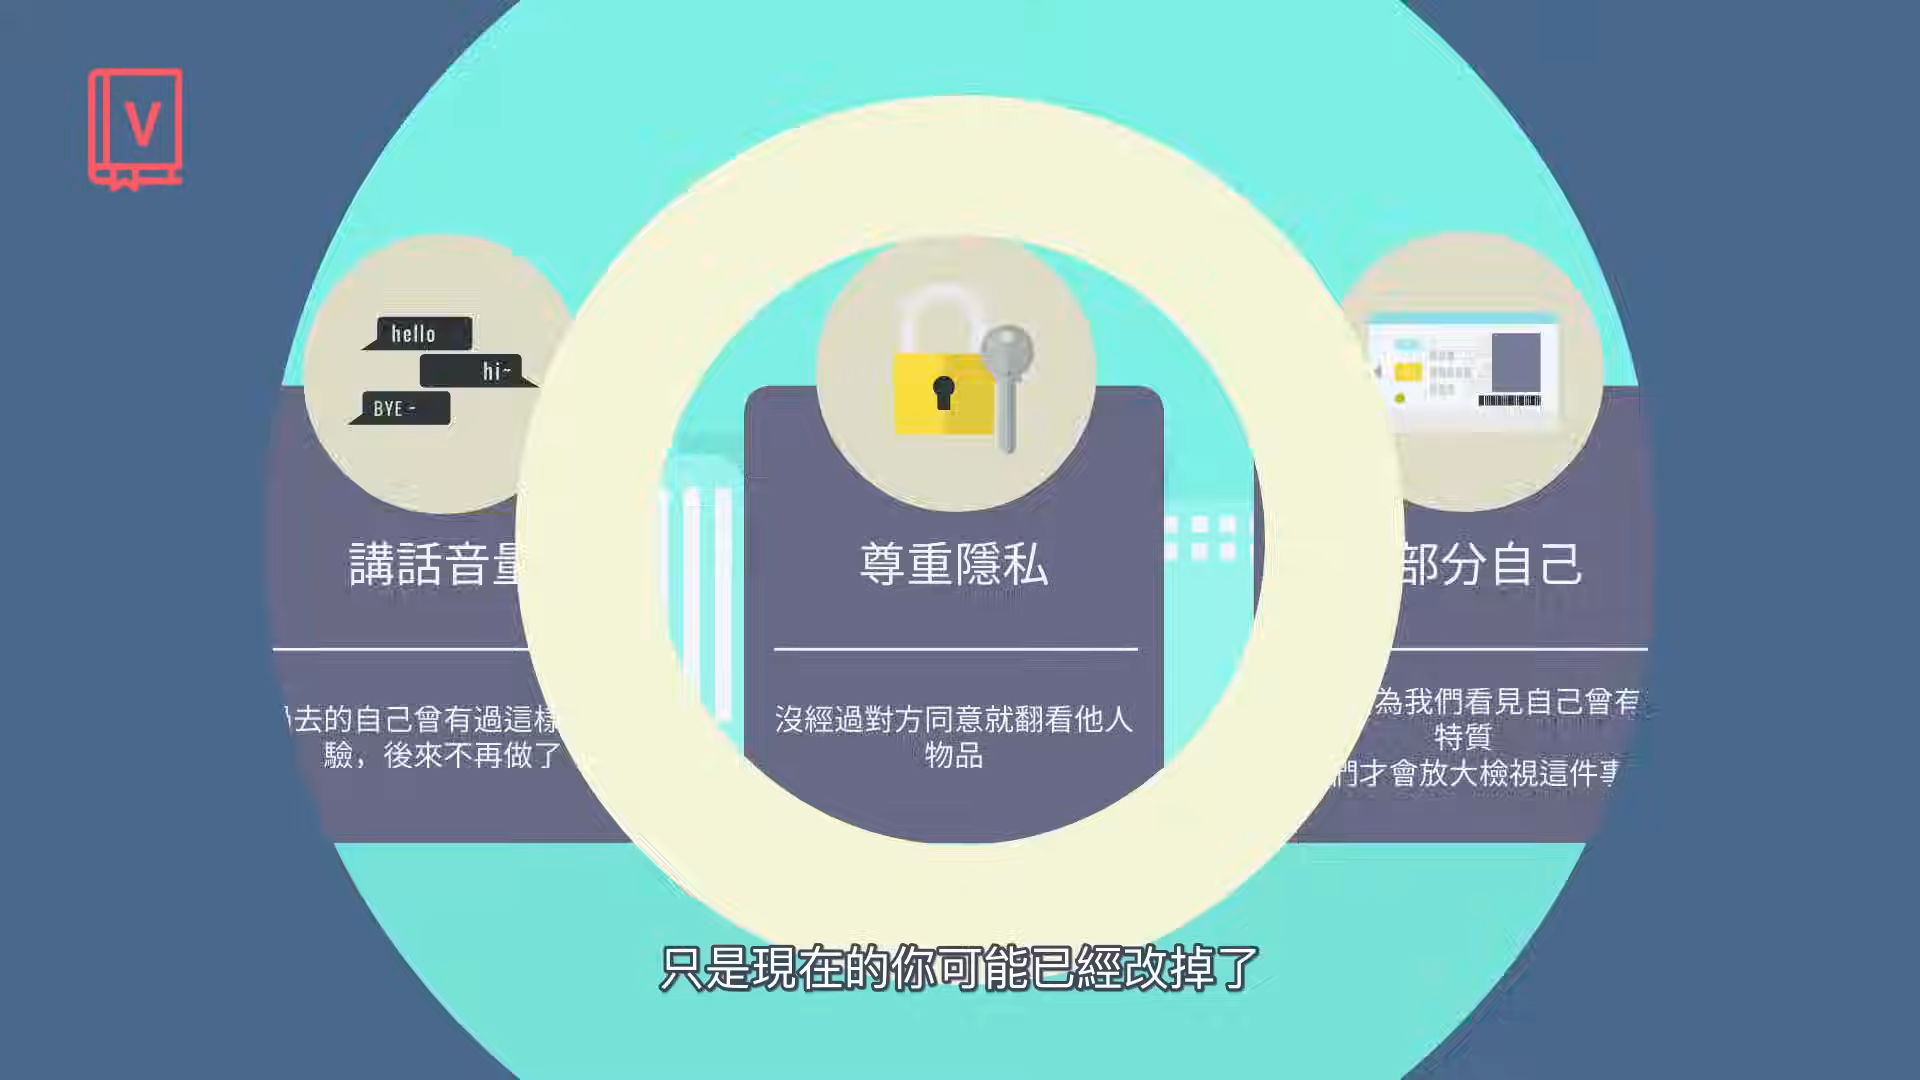 V
hello
hi~
BYE ~
講話音量
尊重隱私
部分自己
去的自己曾有過這樣
驗，後來不再做了
沒經過對方同意就翻看他人
物品
為我們看見自己曾有
特質
們才會放大檢視這件事
只是現在的你可能已經改掉了